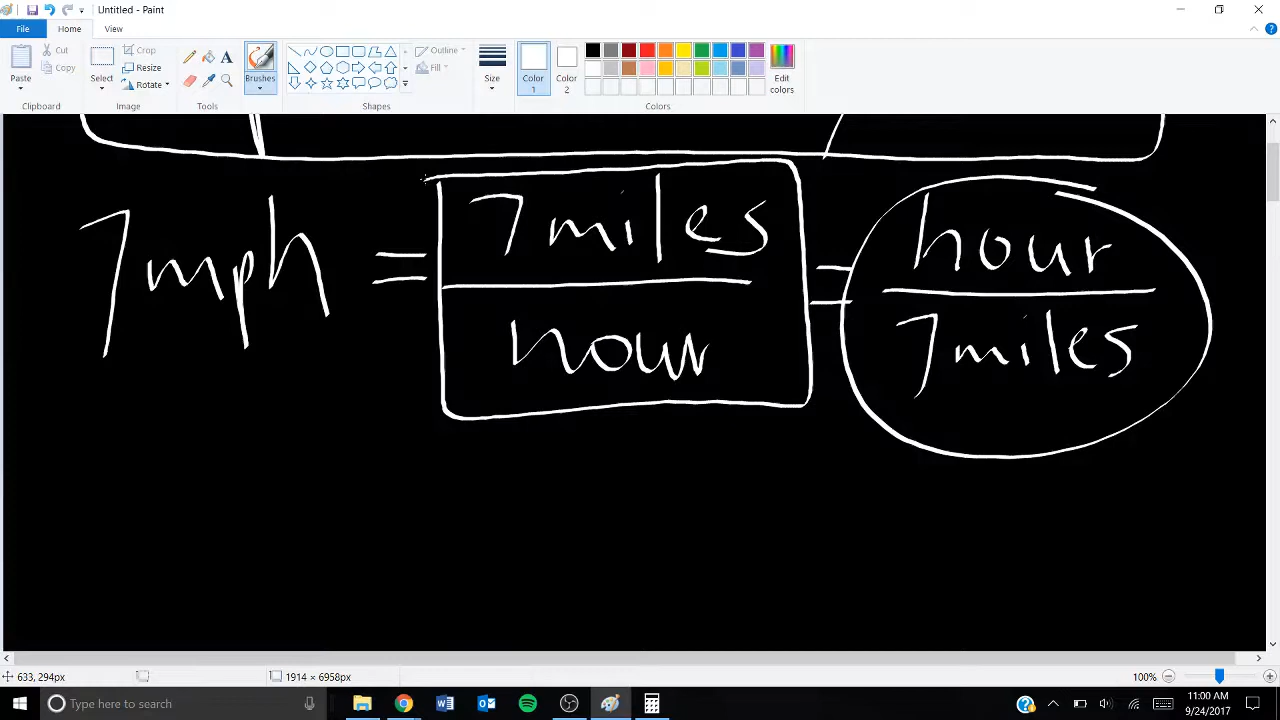 Untitled - Paint
File Home View
Paste Cut Copy Clipboard
Select Crop Resize Rotate Image
Tools
Brushes
Outline Fill Shapes
Size
Color 1 Color 2 Edit colors Colors
7mph = 7miles = hour
hour 7miles
633, 294px 1914 × 6958px 100%
Type here to search 11:00 AM
9/24/2017